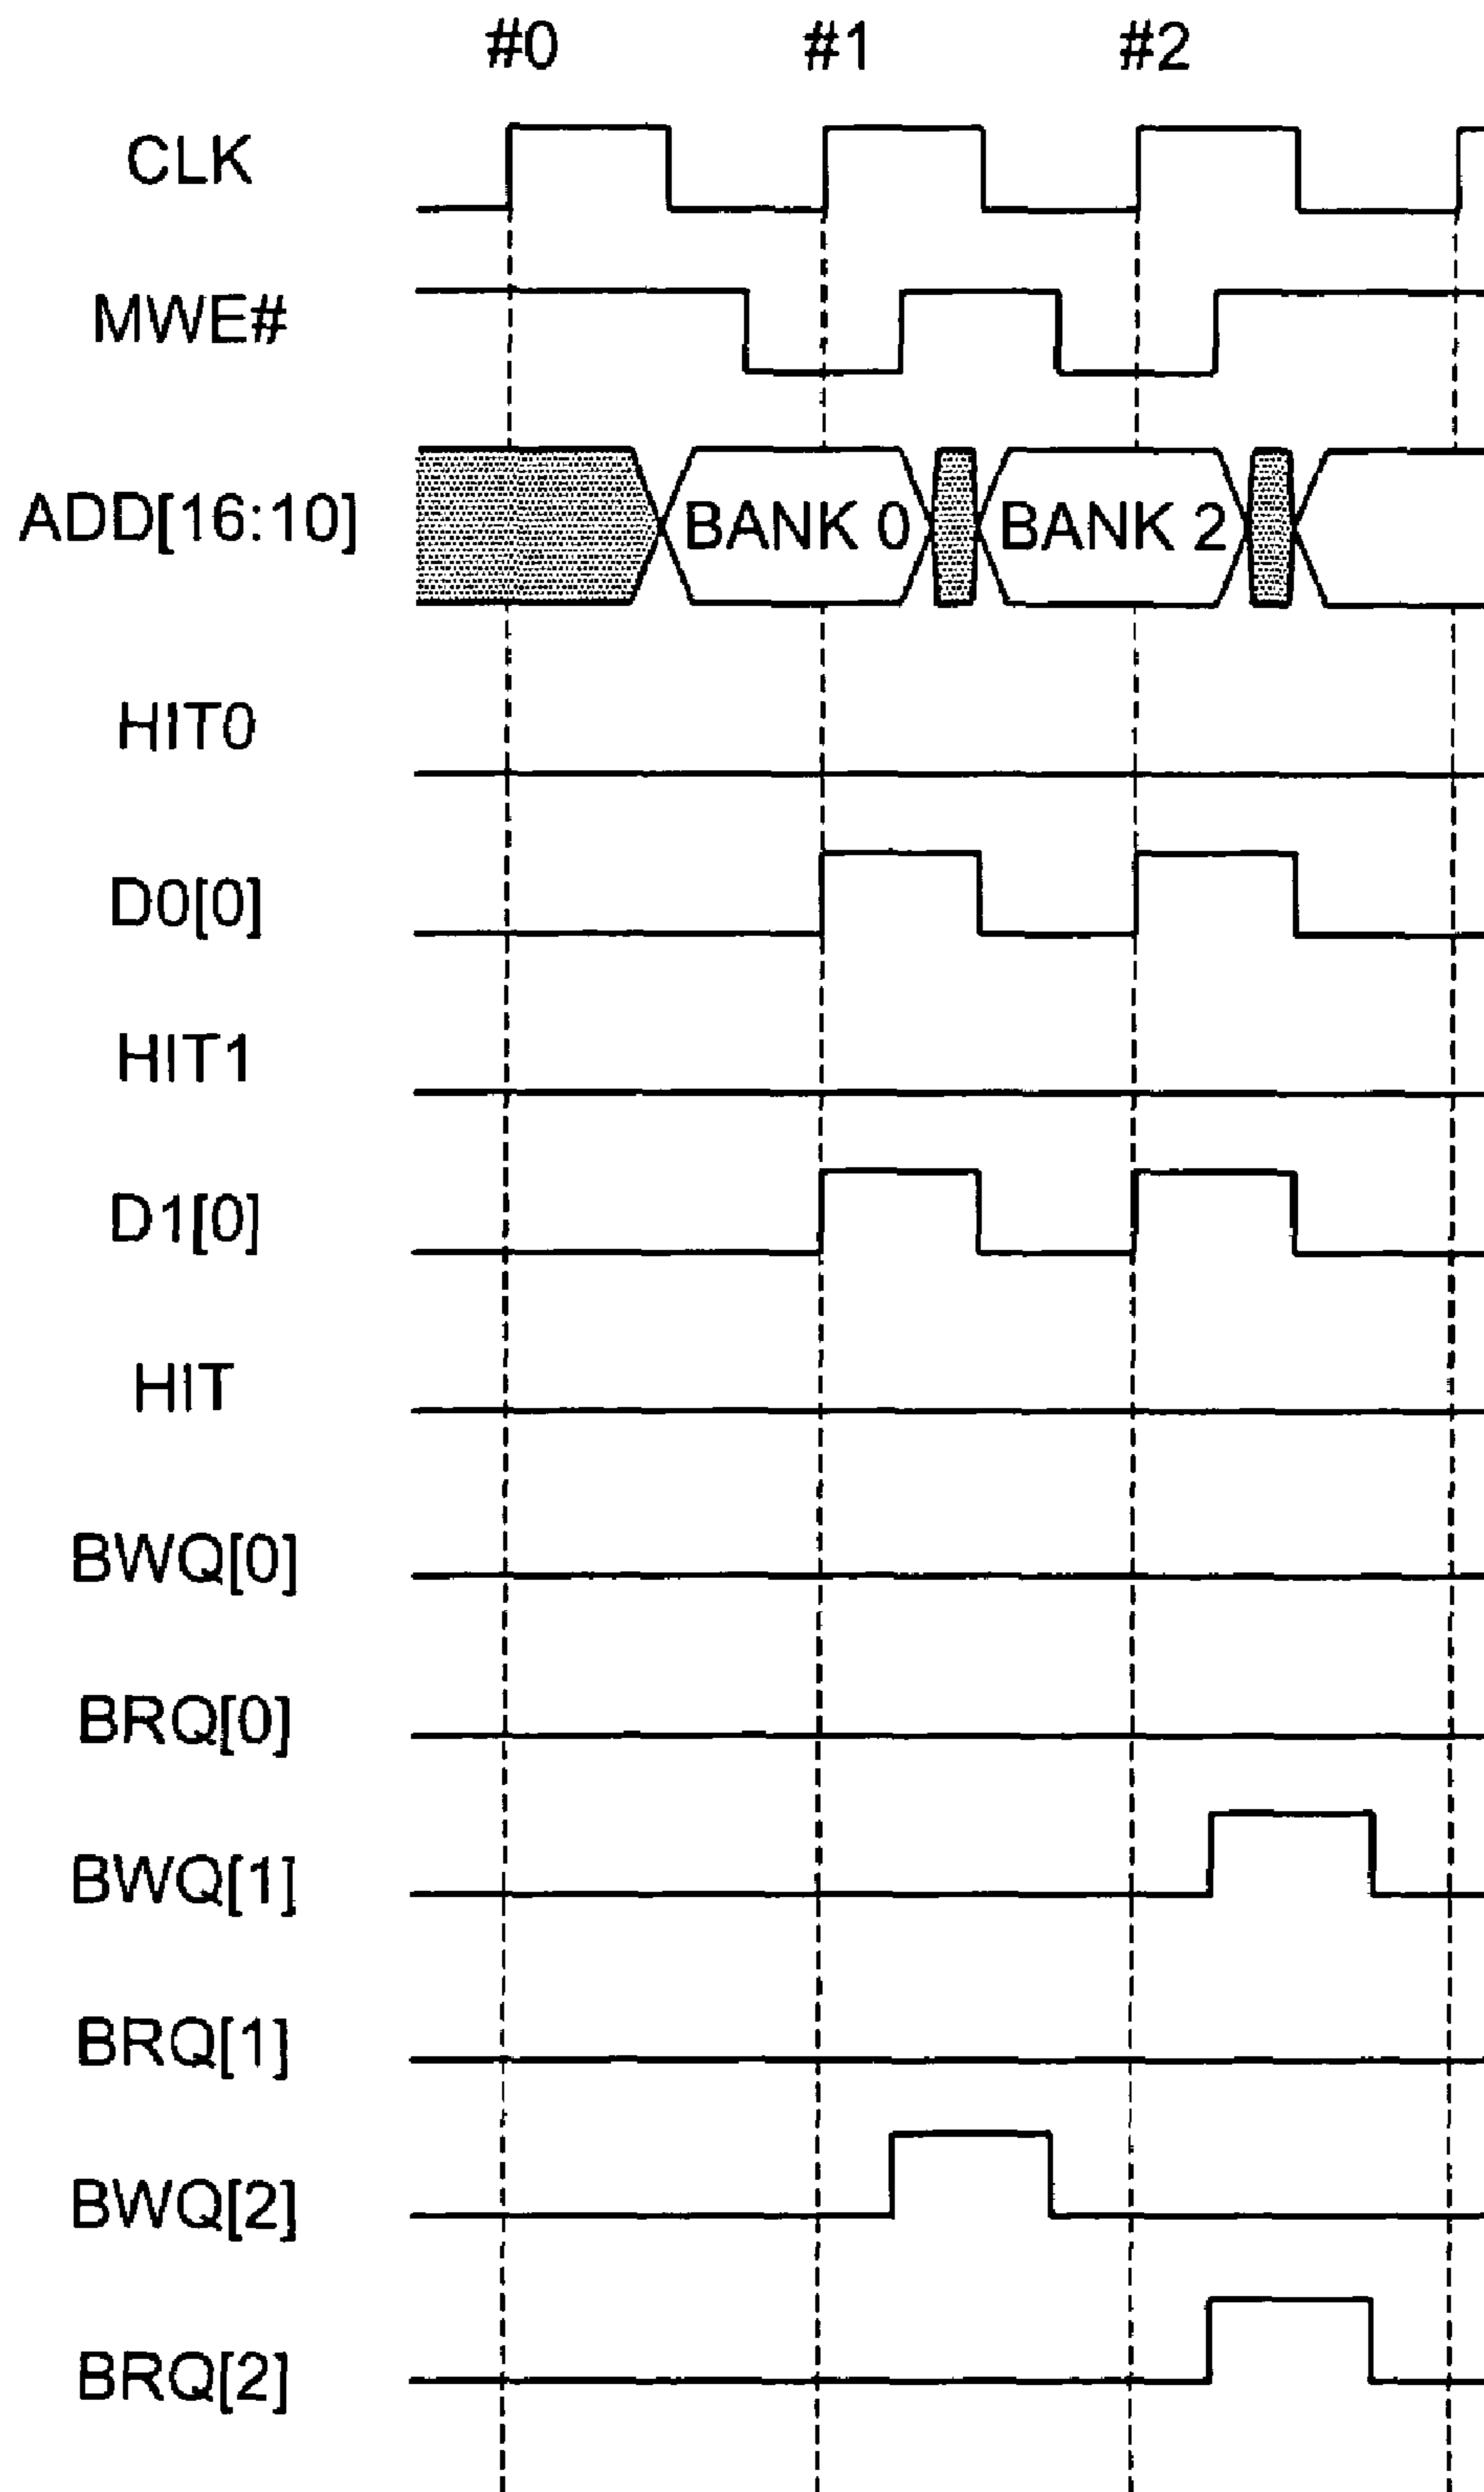 #0 #1 #2
CLK
MWE#
ADD[16:10] BANK 0 BANK 2
HIT0
D0[0]
HIT1
D1[0]
HIT
BWQ[0]
BRQ[0]
BWQ[1]
BRQ[1]
BWQ[2]
BRQ[2]